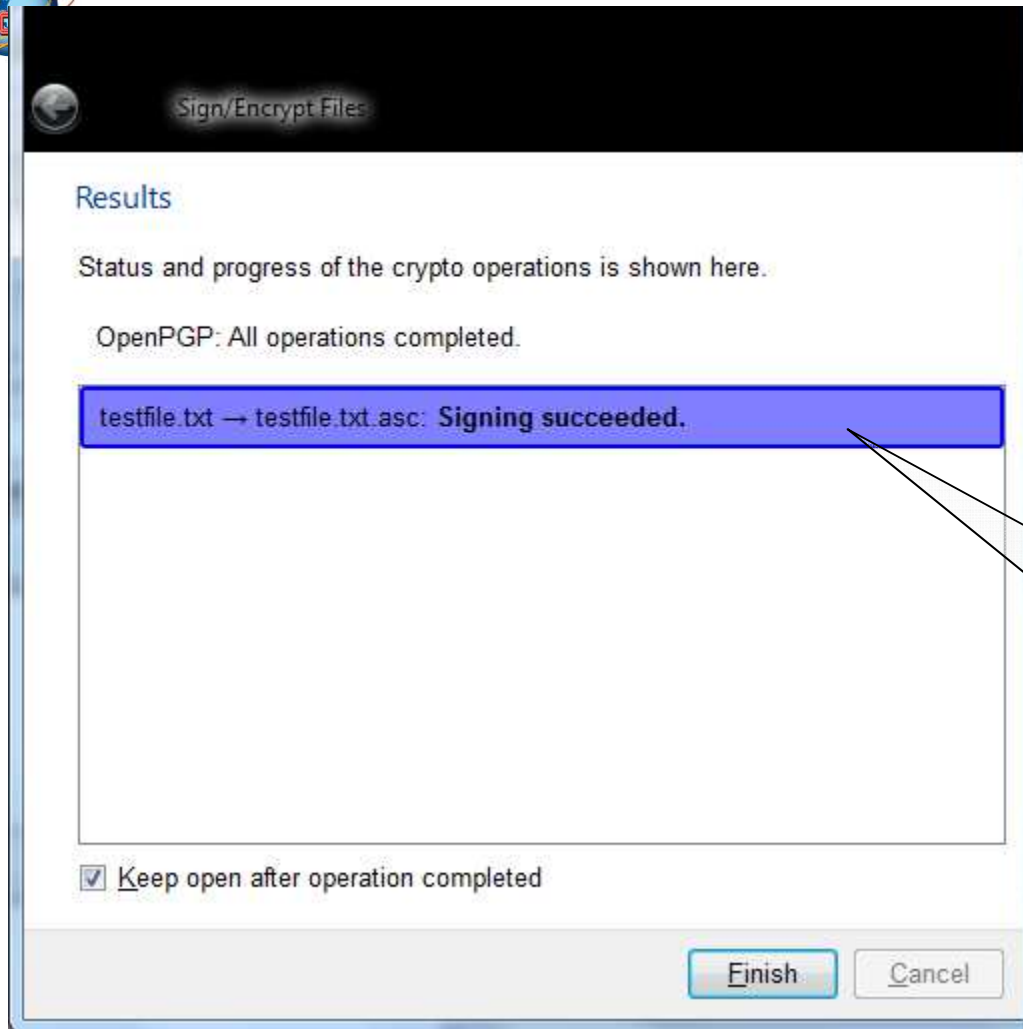 Sign/Encrypt Files
Results
Status and progress of the crypto operations is shown here.
OpenPGP: All operations completed.
testfile.txt → testfile.txt.asc: Signing succeeded.
Keep open after operation completed
Finish Cancel